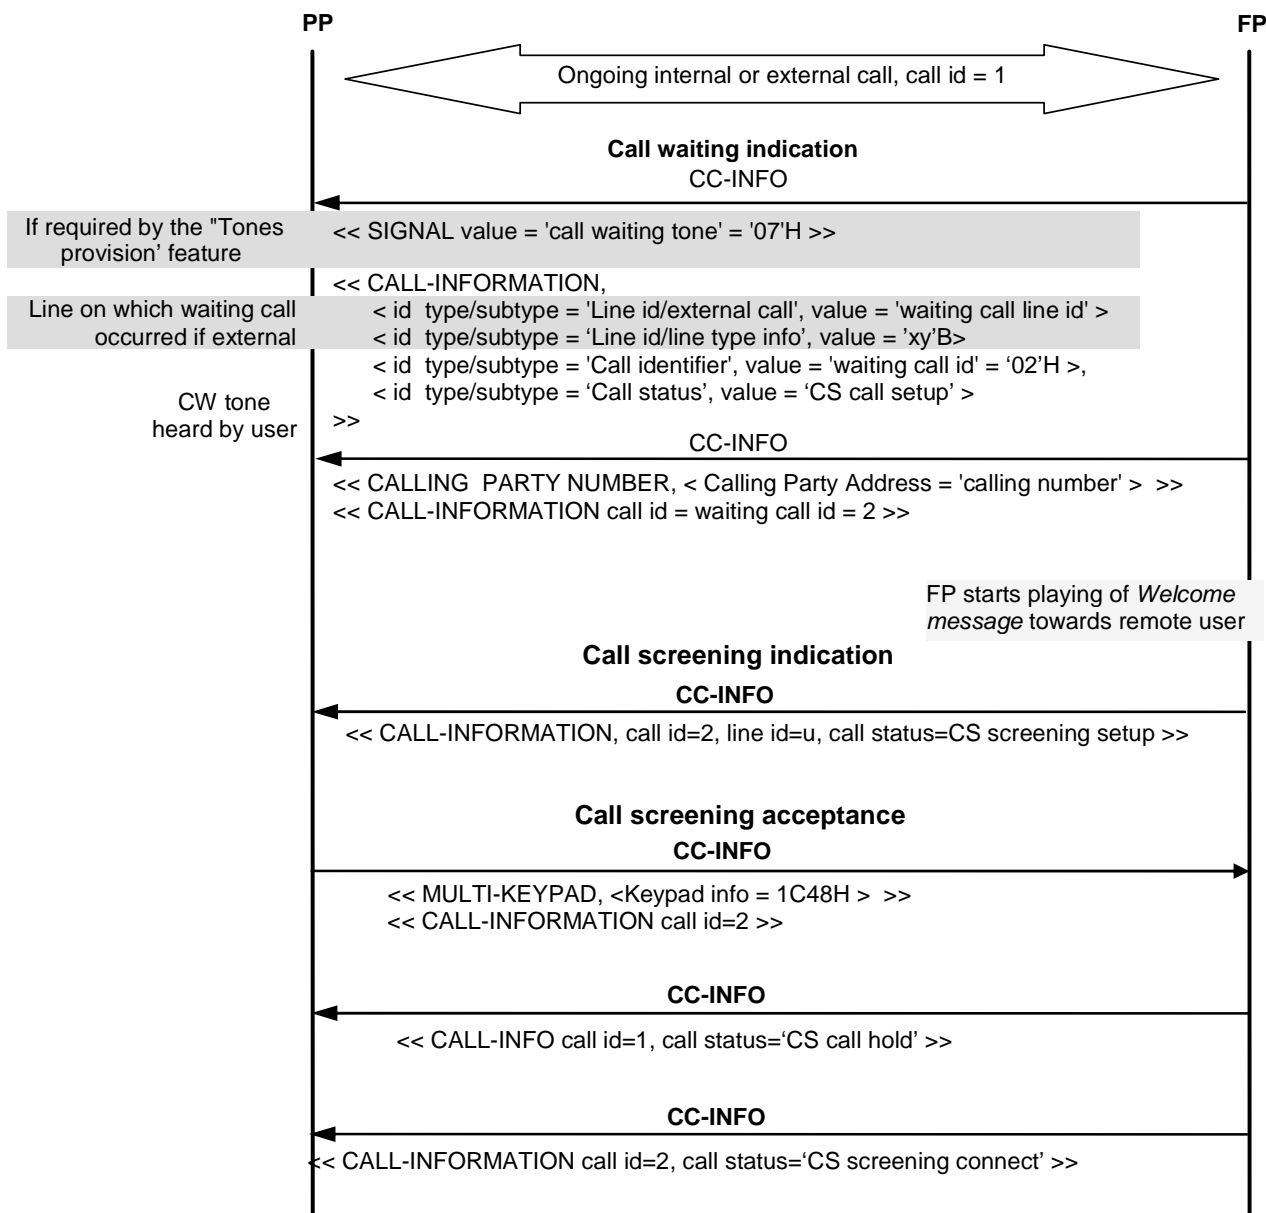 PP
FP
Ongoing internal or external call, call id = 1
Call waiting indication
CC-INFO
If required by the "Tones
provision’ feature
<< SIGNAL value = 'call waiting tone' = '07'H >>
<< CALL-INFORMATION,
Line on which waiting call
occurred if external
< id type/subtype = 'Line id/external call', value = 'waiting call line id' >
< id type/subtype = ‘Line id/line type info’, value = ’xy’B>
< id type/subtype = 'Call identifier', value = 'waiting call id' = ‘02’H >,
< id type/subtype = ‘Call status’, value = ‘CS call setup’ >
>>
CW tone
heard by user
CC-INFO
<< CALLING PARTY NUMBER, < Calling Party Address = 'calling number' > >>
<< CALL-INFORMATION call id = waiting call id = 2 >>
FP starts playing of Welcome
message towards remote user
Call screening indication
CC-INFO
<< CALL-INFORMATION, call id=2, line id=u, call status=CS screening setup >>
Call screening acceptance
CC-INFO
<< MULTI-KEYPAD, <Keypad info = 1C48H > >>
<< CALL-INFORMATION call id=2 >>
CC-INFO
<< CALL-INFO call id=1, call status=‘CS call hold’ >>
CC-INFO
<< CALL-INFORMATION call id=2, call status=‘CS screening connect’ >>